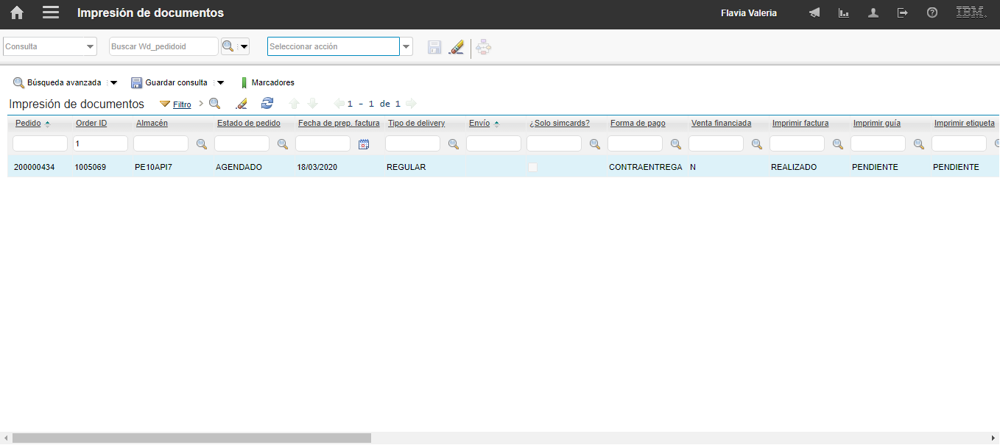 Impresión de documentos
Flavia Valeria
IBM.
Consulta
Buscar Wd_pedidoid
Seleccionar acción
Búsqueda avanzada
Guardar consulta
Marcadores
Impresión de documentos
Filtro
1 - 1 de 1
Pedido Order ID Almacén Estado de pedido Fecha de prep. factura Tipo de delivery Envío ¿Solo simcards? Forma de pago Venta financiada Imprimir factura Imprimir guía Imprimir etiqueta
1
200000434 1005069 PE10API7 AGENDADO 18/03/2020 REGULAR CONTRAENTREGA N REALIZADO PENDIENTE PENDIENTE